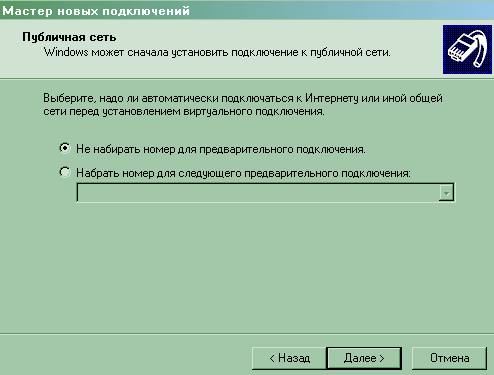 Мастер новых подключений
Публичная сеть
Windows может сначала установить подключение к публичной сети.
Выберите, надо ли автоматически подключаться к Интернету или иной общей
сети перед установлением виртуального подключения.
Не набирать номер для предварительного подключения.
Набрать номер для следующего предварительного подключения:
< Назад
Далее >
Отмена